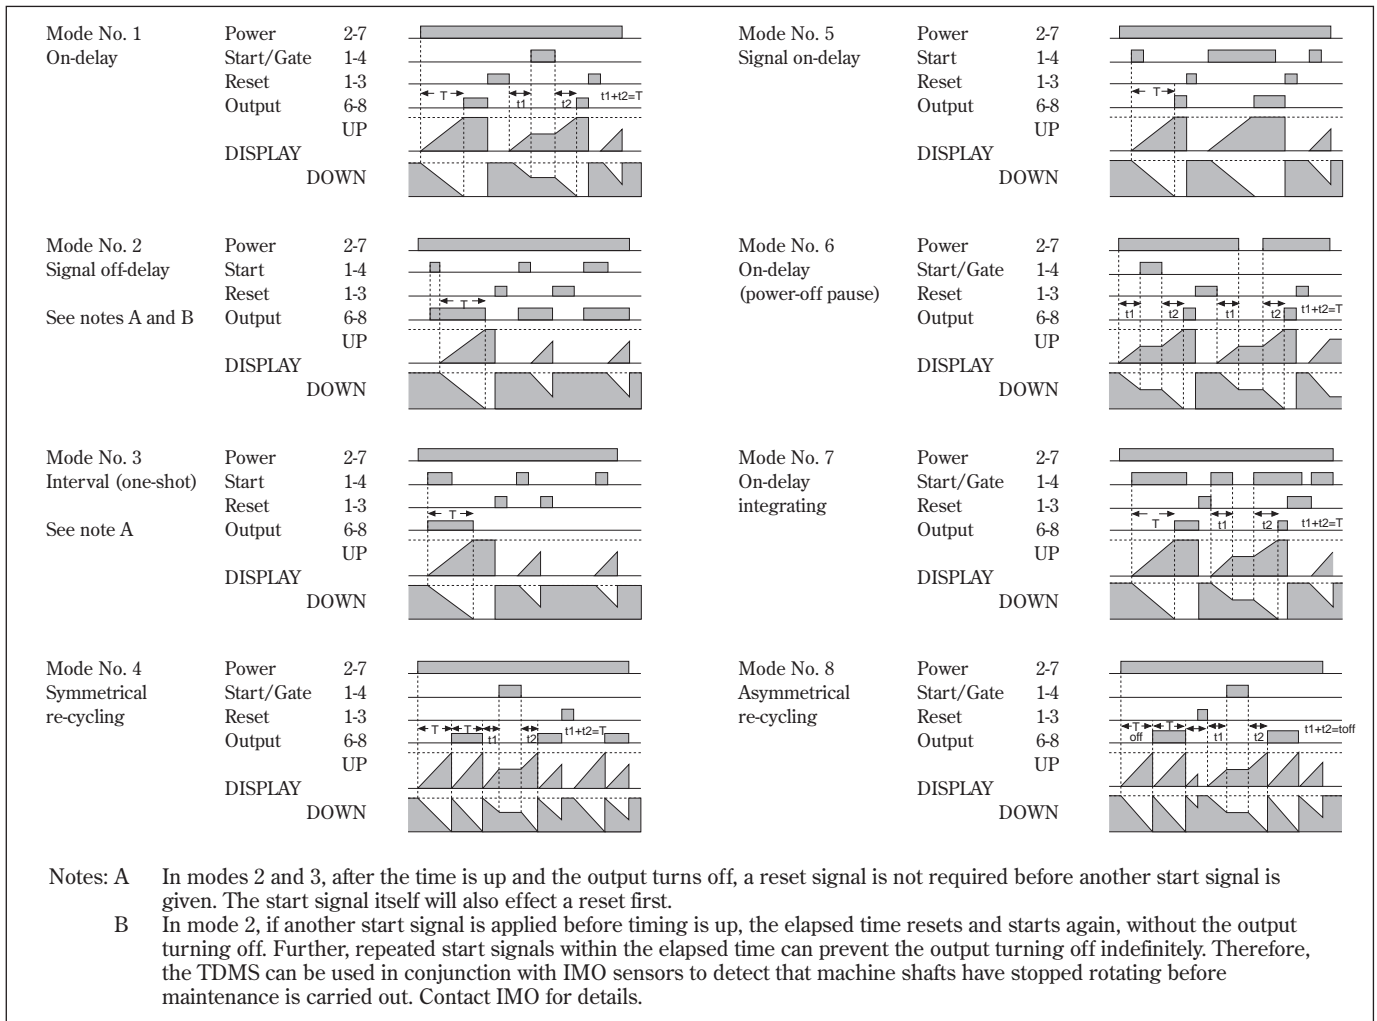 Mode No. 1 Power 2-7
On-delay Start/Gate 1-4
Reset 1-3
Output 6-8
T t1 t2 t1+t2=T
UP
DISPLAY
DOWN
Mode No. 5 Power 2-7
Signal on-delay Start 1-4
Reset 1-3
Output 6-8
T
UP
DISPLAY
DOWN
Mode No. 2 Power 2-7
Signal off-delay Start 1-4
Reset 1-3
See notes A and B Output 6-8
T
UP
DISPLAY
DOWN
Mode No. 6 Power 2-7
On-delay Start/Gate 1-4
(power-off pause) Reset 1-3
Output 6-8
t1 t2 t1 t2 t1+t2=T
UP
DISPLAY
DOWN
Mode No. 3 Power 2-7
Interval (one-shot) Start 1-4
Reset 1-3
See note A Output 6-8
T
UP
DISPLAY
DOWN
Mode No. 7 Power 2-7
On-delay Start/Gate 1-4
integrating Reset 1-3
Output 6-8
T t1 t2 t1+t2=T
UP
DISPLAY
DOWN
Mode No. 4 Power 2-7
Symmetrical Start/Gate 1-4
re-cycling Reset 1-3
Output 6-8
T T t1 t2 t1+t2=T
UP
DISPLAY
DOWN
Mode No. 8 Power 2-7
Asymmetrical Start/Gate 1-4
re-cycling Reset 1-3
Output 6-8
T off T t1 t2 t1+t2=toff
UP
DISPLAY
DOWN
Notes: A In modes 2 and 3, after the time is up and the output turns off, a reset signal is not required before another start signal is
given. The start signal itself will also effect a reset first.
B In mode 2, if another start signal is applied before timing is up, the elapsed time resets and starts again, without the output
turning off. Further, repeated start signals within the elapsed time can prevent the output turning off indefinitely. Therefore,
the TDMS can be used in conjunction with IMO sensors to detect that machine shafts have stopped rotating before
maintenance is carried out. Contact IMO for details.